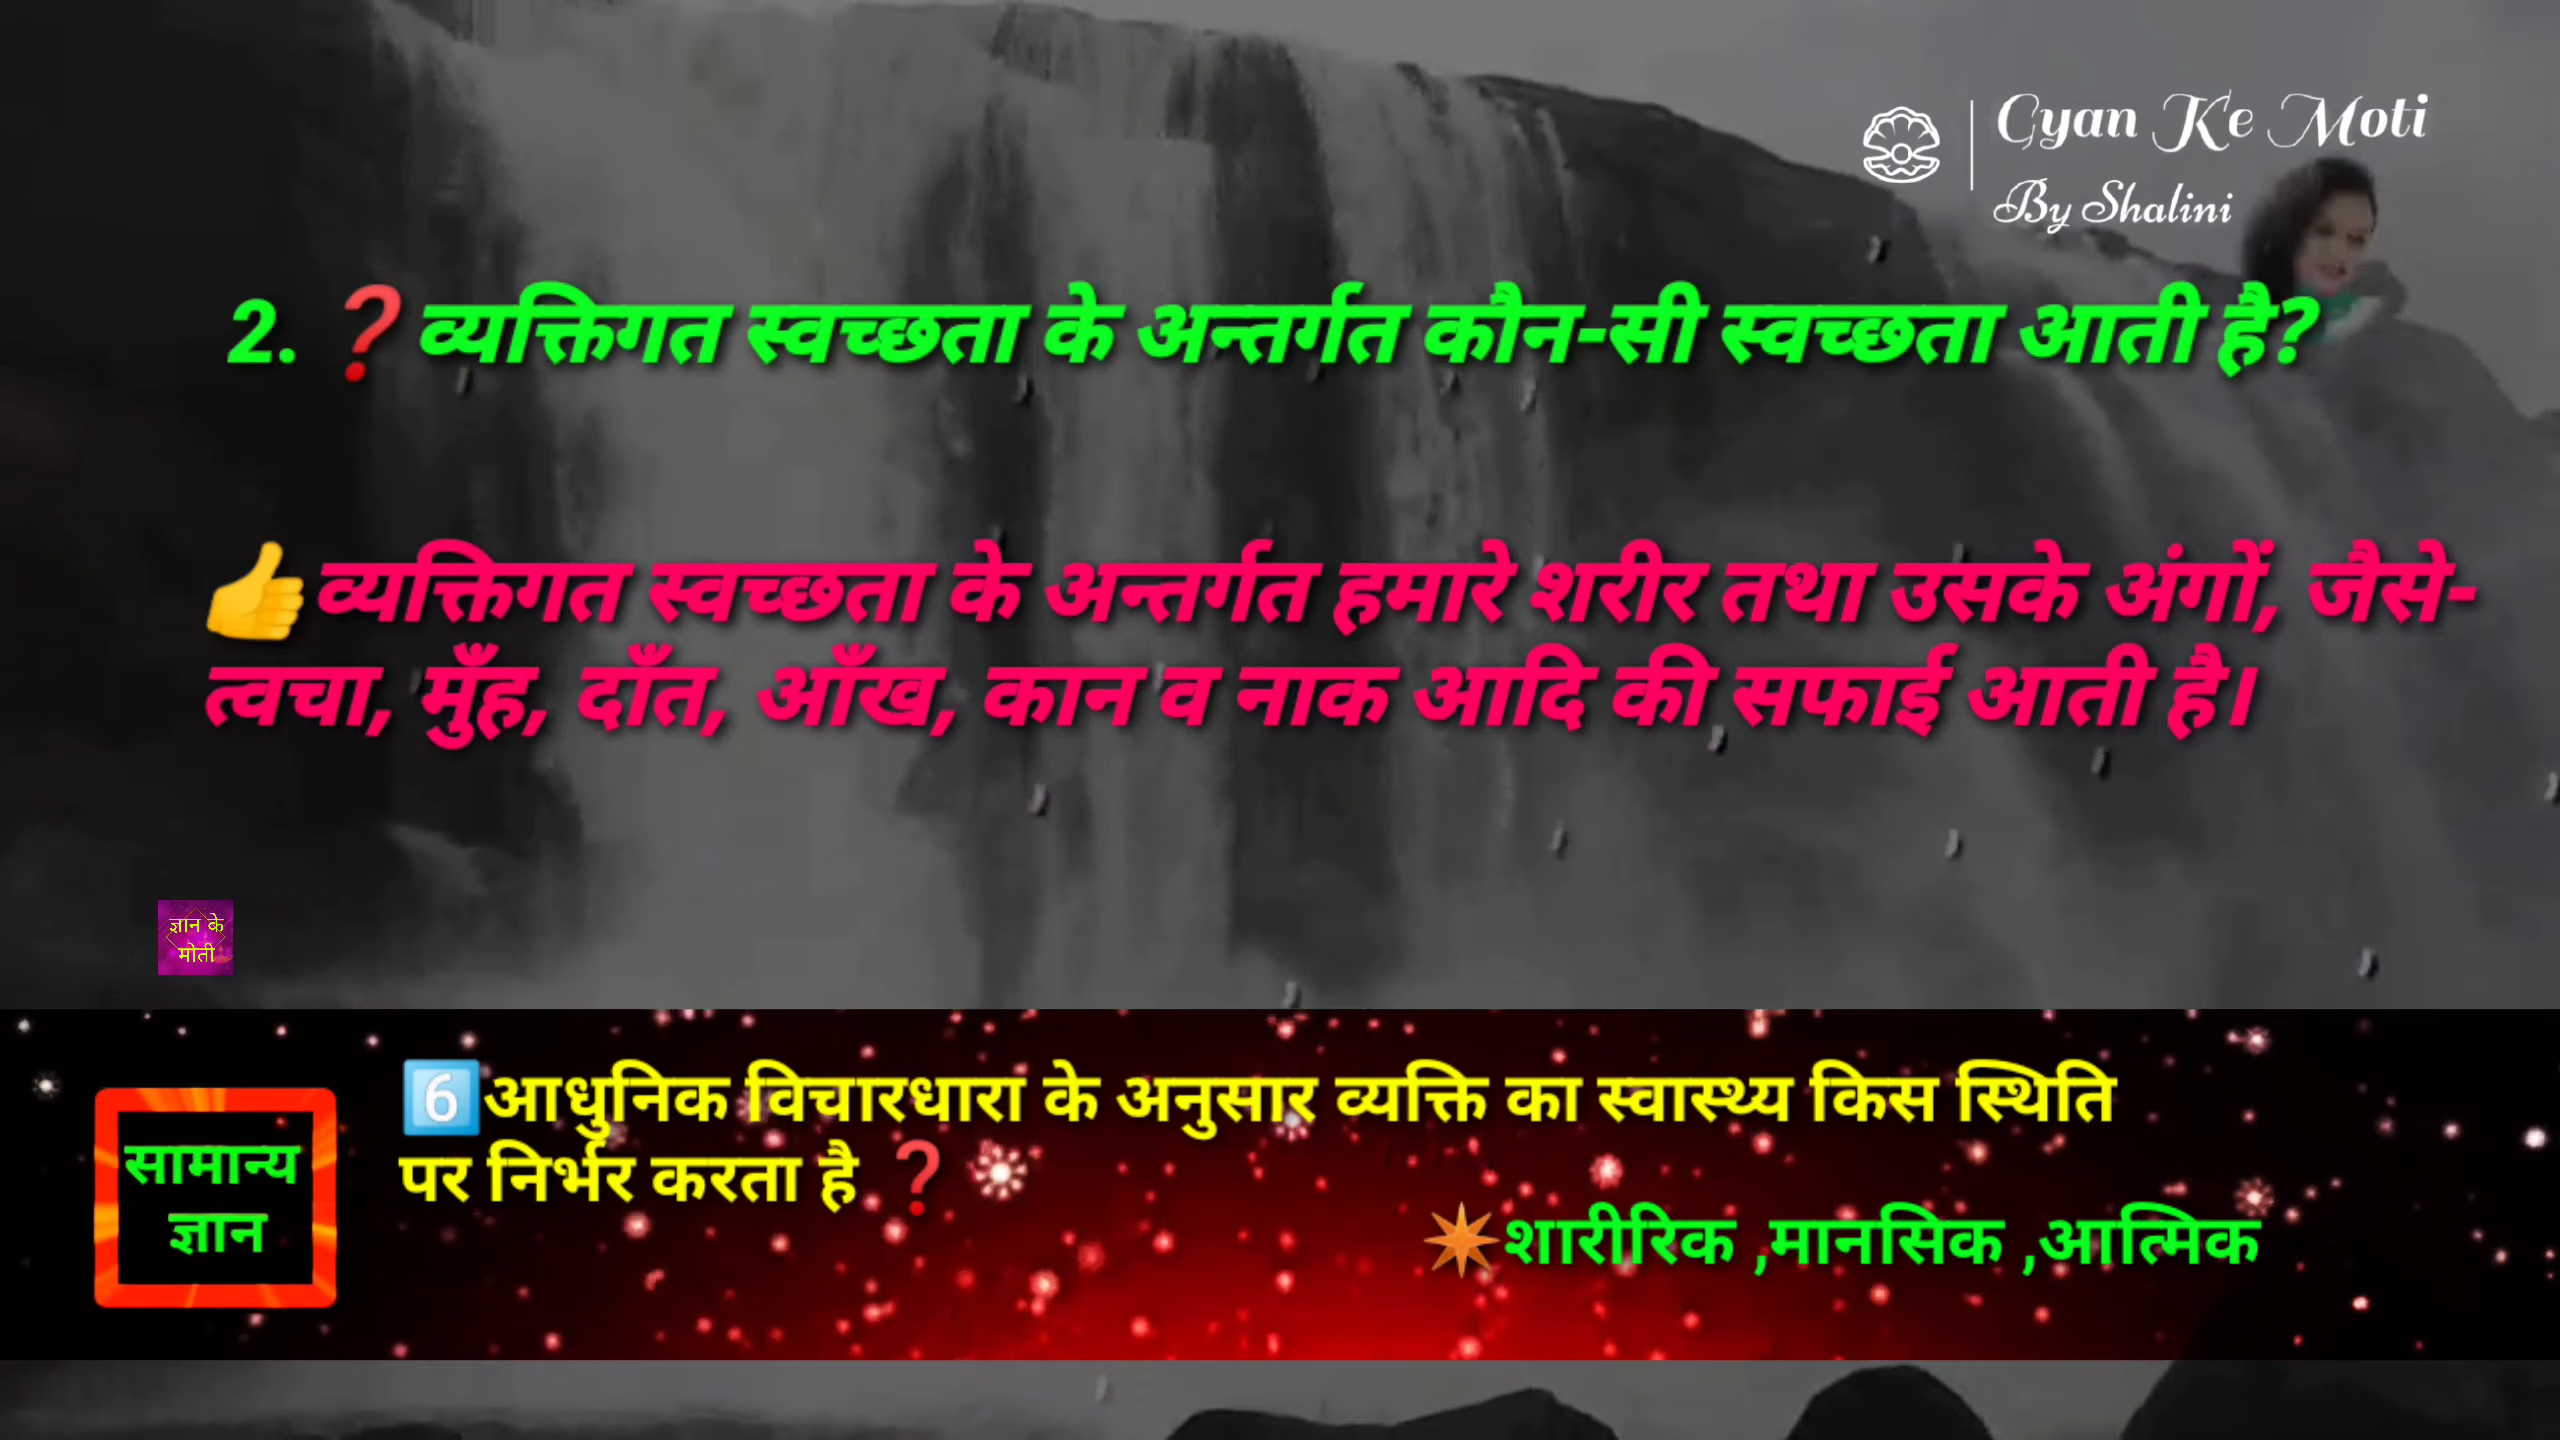 Gyan Ke Moti
By Shalini
2. ❓व्यक्तिगत स्वच्छता के अन्तर्गत कौन-सी स्वच्छता आती है?
👍व्यक्तिगत स्वच्छता के अन्तर्गत हमारे शरीर तथा उसके अंगों, जैसे-
त्वचा, मुँह, दाँत, आँख, कान व नाक आदि की सफाई आती है।
ज्ञान के
मोती
सामान्य
ज्ञान
6️⃣आधुनिक विचारधारा के अनुसार व्यक्ति का स्वास्थ्य किस स्थिति
पर निर्भर करता है ❓
✴शारीरिक ,मानसिक ,आत्मिक